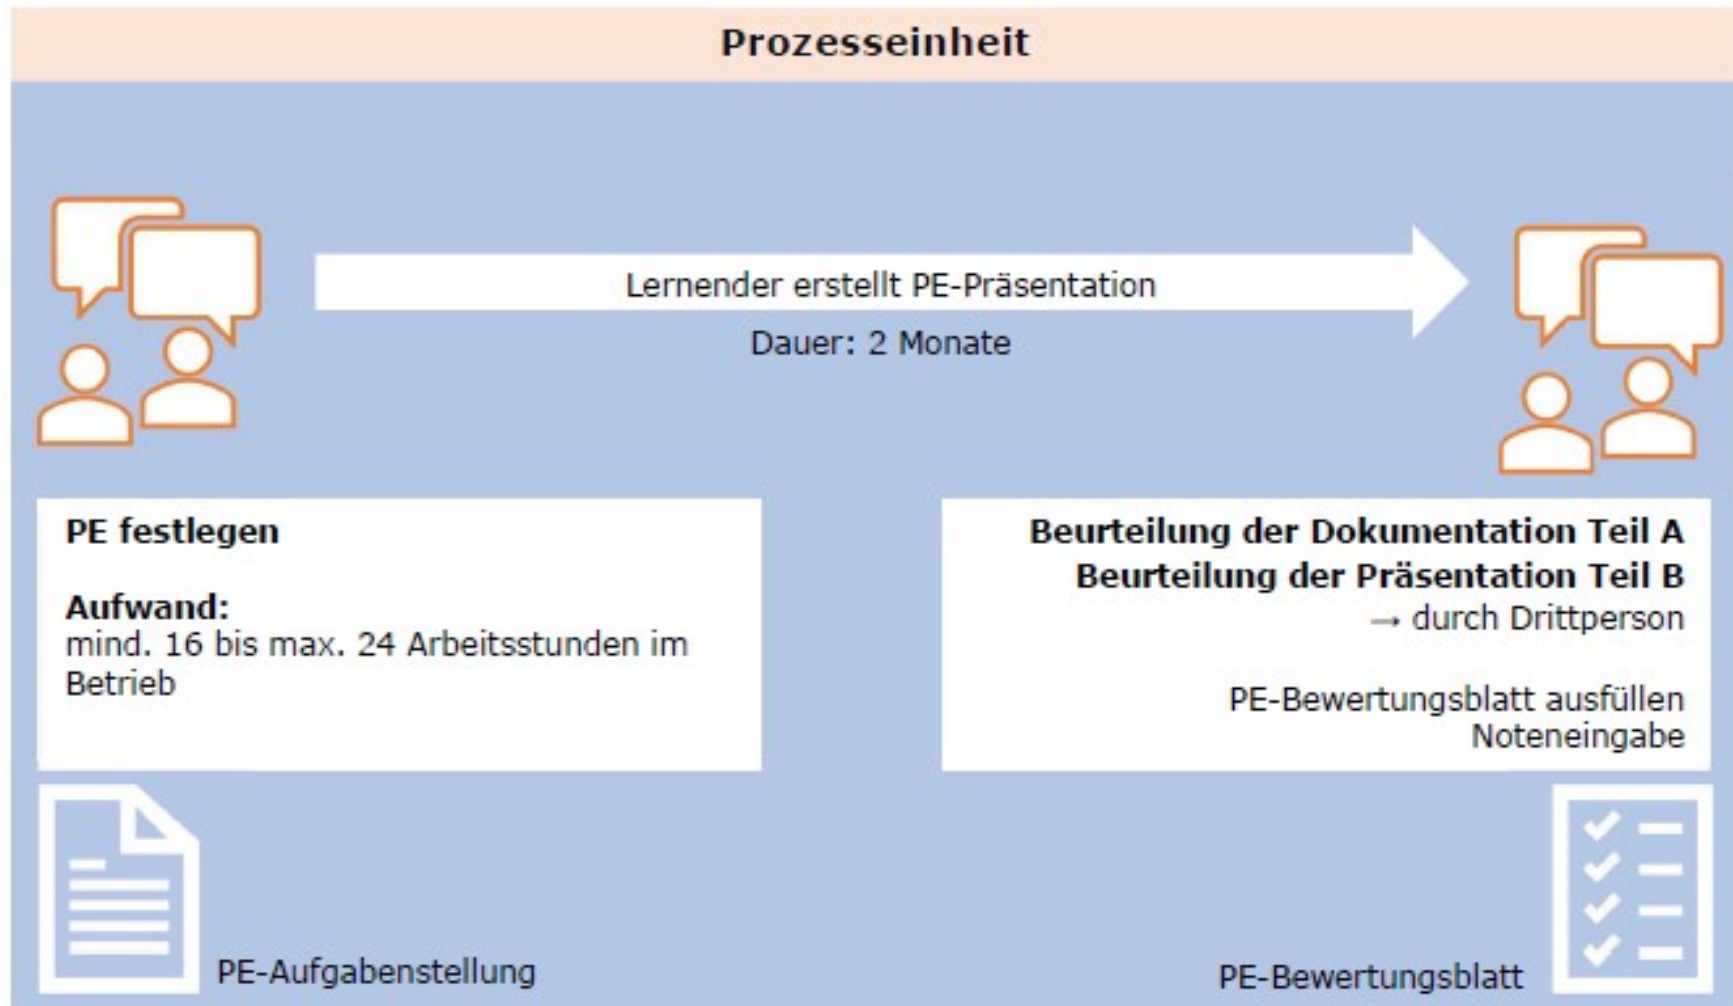 Prozesseinheit
Lernender erstellt PE-Präsentation
Dauer: 2 Monate
PE festlegen
Aufwand:
mind. 16 bis max. 24 Arbeitsstunden im
Betrieb
Beurteilung der Dokumentation Teil A
Beurteilung der Präsentation Teil B
→ durch Drittperson
PE-Bewertungsblatt ausfüllen
Noteneingabe
PE-Aufgabenstellung
PE-Bewertungsblatt